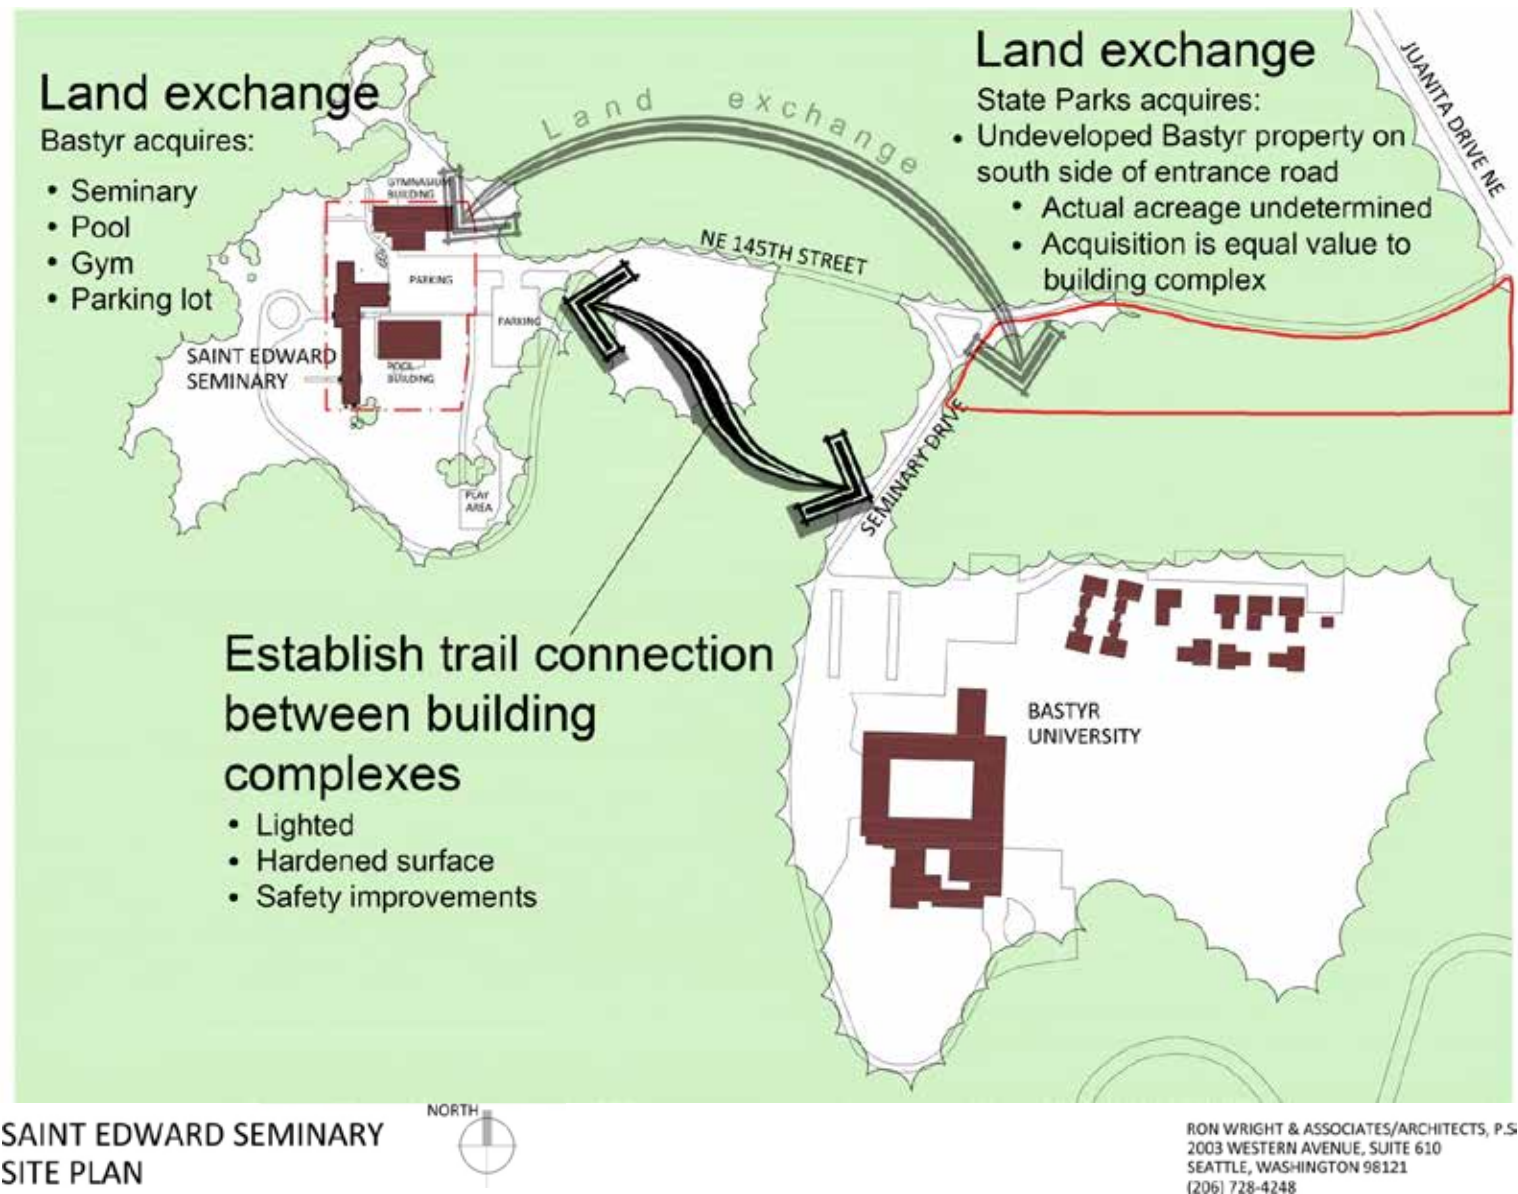 Land exchange
Bastyr acquires:
• Seminary
• Pool
• Gym
• Parking lot
Land exchange
Land exchange
State Parks acquires:
• Undeveloped Bastyr property on
south side of entrance road
• Actual acreage undetermined
• Acquisition is equal value to
building complex
JUANITA DRIVE NE
GYMNASIUM
BUILDING
PARKING
PARKING
NE 145TH STREET
SAINT EDWARD
SEMINARY
POOL
BUILDING
PLAY
AREA
SEMINARY DRIVE
Establish trail connection
between building
complexes
• Lighted
• Hardened surface
• Safety improvements
BASTYR
UNIVERSITY
SAINT EDWARD SEMINARY
SITE PLAN
NORTH
RON WRIGHT & ASSOCIATES/ARCHITECTS, P.S
2003 WESTERN AVENUE, SUITE 610
SEATTLE, WASHINGTON 98121
(206) 728-4248